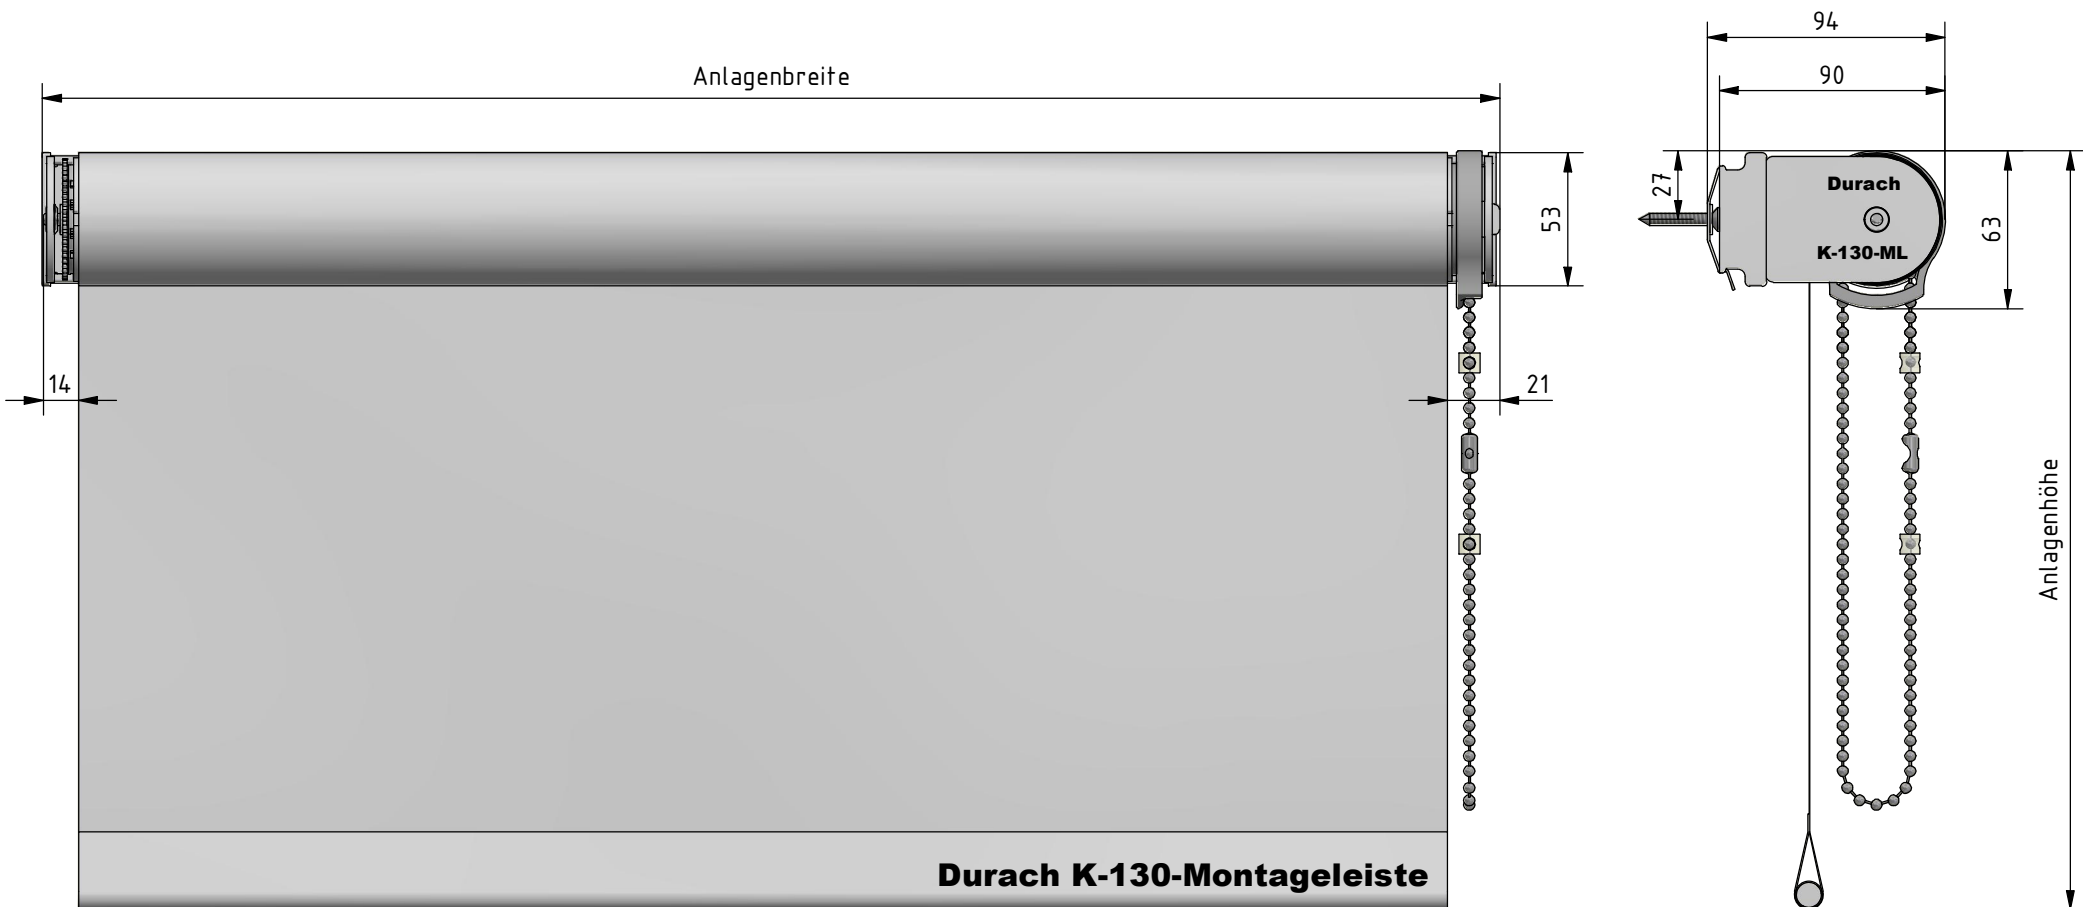 94
Anlagenbreite
90
27
Durach
53
63
K-130-ML
14
21
Anlagenhöhe
Durach K-130-Montageleiste